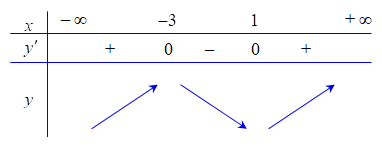 x −∞ −3 1 +∞
y′ + 0 − 0 +
y